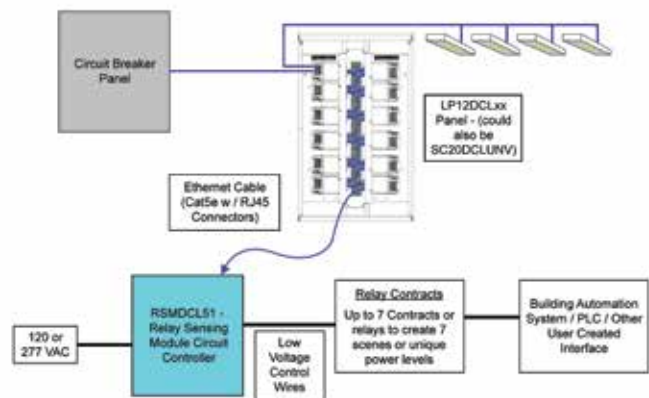 Circuit Breaker
Panel
LP12DCLxx
Panel - (could
also be
SC20DCLUNV)
Ethernet Cable
(Cat5e w / RJ45
Connectors)
RSMDCL51 -
Relay Sensing
Module Circuit
Controller
120 or
277 VAC
Low
Voltage
Control
Wires
Relay Contracts
Up to 7 Contracts or
relays to create 7
scenes or unique
power levels
Building Automation
System / PLC / Other
User Created
Interface